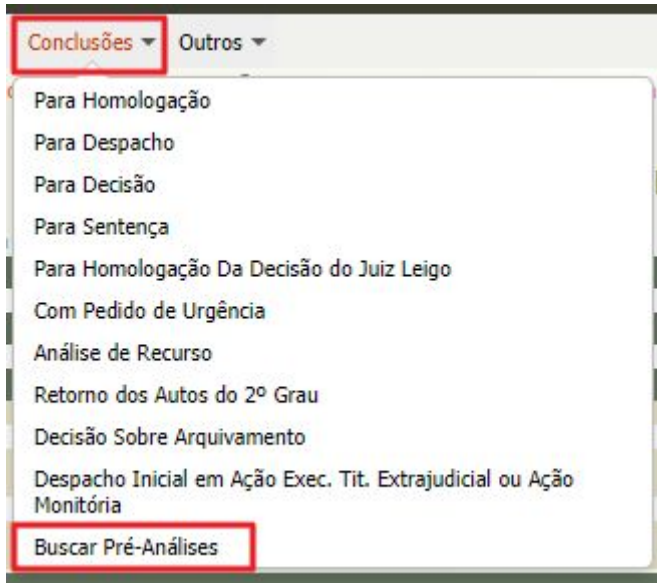 Conclusões Outros
Para Homologação
Para Despacho
Para Decisão
Para Sentença
Para Homologação Da Decisão do Juiz Leigo
Com Pedido de Urgência
Análise de Recurso
Retorno dos Autos do 2º Grau
Decisão Sobre Arquivamento
Despacho Inicial em Ação Exec. Tit. Extrajudicial ou Ação
Monitória
Buscar Pré-Análises